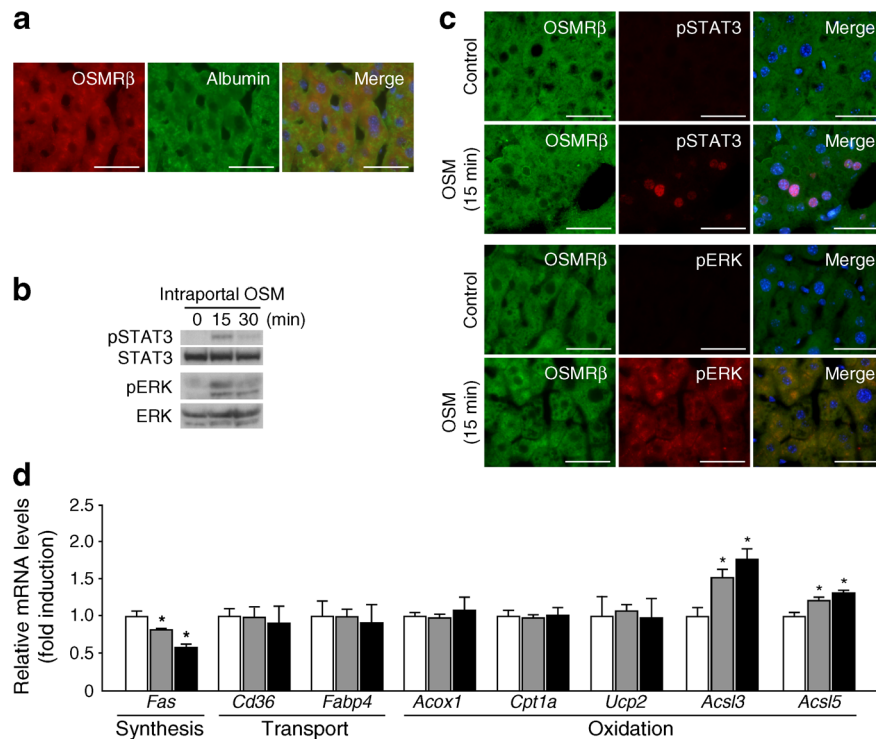 a
OSMRβ Albumin Merge
b
Intraportal OSM
0 15 30 (min)
pSTAT3
STAT3
pERK
ERK
c
Control
OSMRβ pSTAT3 Merge
OSM
(15 min)
OSMRβ pSTAT3 Merge
Control
OSMRβ pERK Merge
OSM
(15 min)
OSMRβ pERK Merge
d
Relative mRNA levels
(fold induction)
2.5
2.0
1.5
1.0
0.5
0
* * * * * *
Fas Cd36 Fabp4 Acox1 Cpt1a Ucp2 Acsl3 Acsl5
Synthesis Transport Oxidation